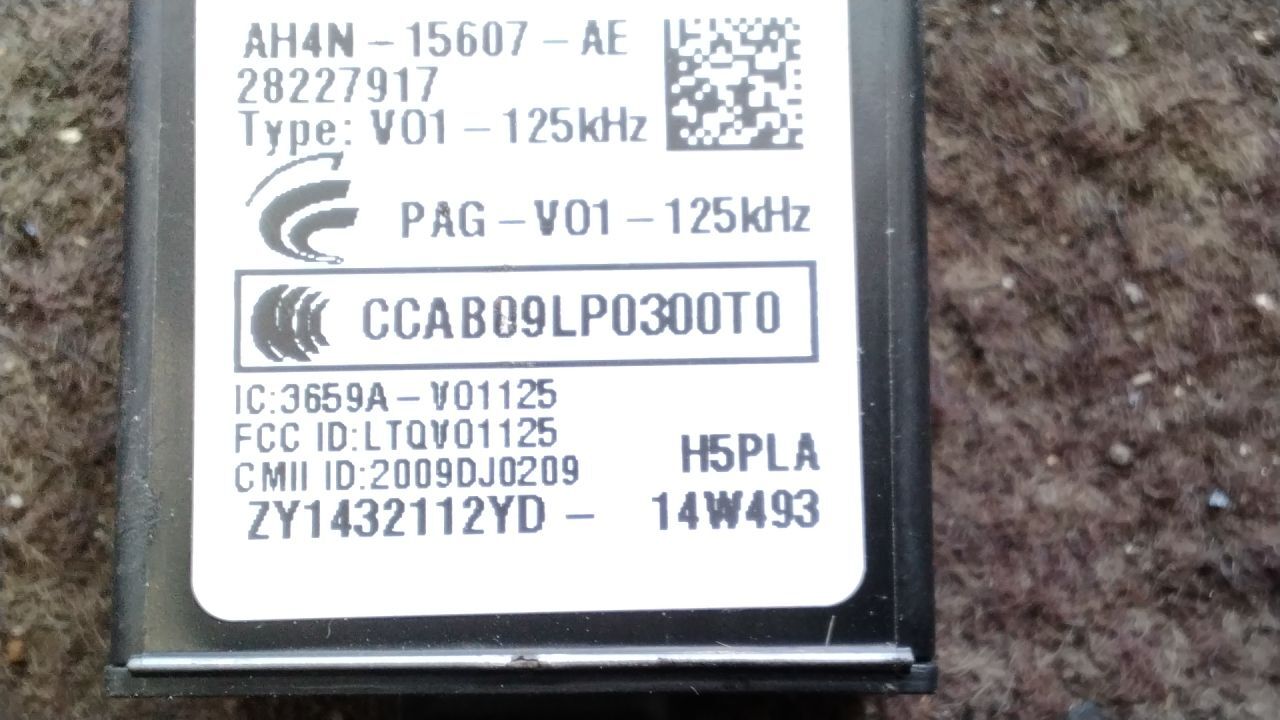 AH4N - 15607 - AE
28227917
Type: V01 - 125kHz
PAG - V01 - 125kHz
CCAB09LP0300T0
IC:3659A - V01125
FCC ID:LTQV01125
CMII ID:2009DJ0209
H5PLA
ZY1432112YD - 14W493